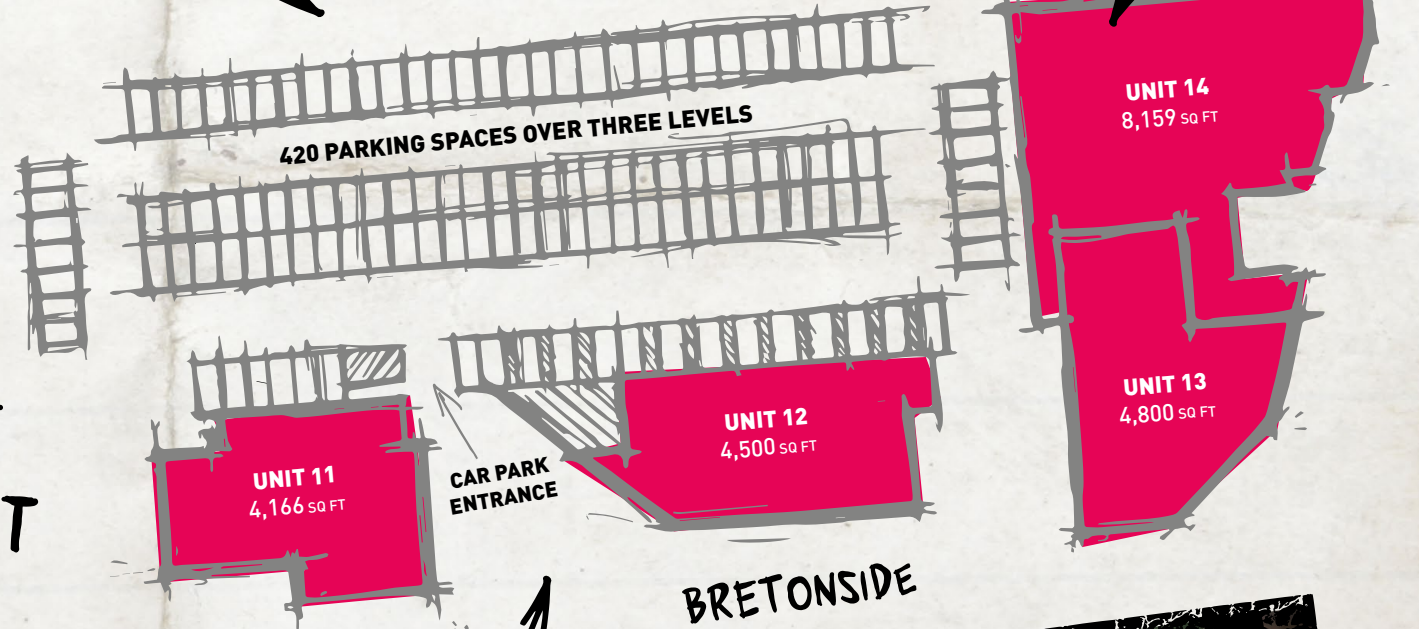 420 PARKING SPACES OVER THREE LEVELS
UNIT 14
8,159 SQ FT
UNIT 13
4,800 SQ FT
UNIT 12
4,500 SQ FT
UNIT 11
4,166 SQ FT
CAR PARK
ENTRANCE
T
BRETONSIDE